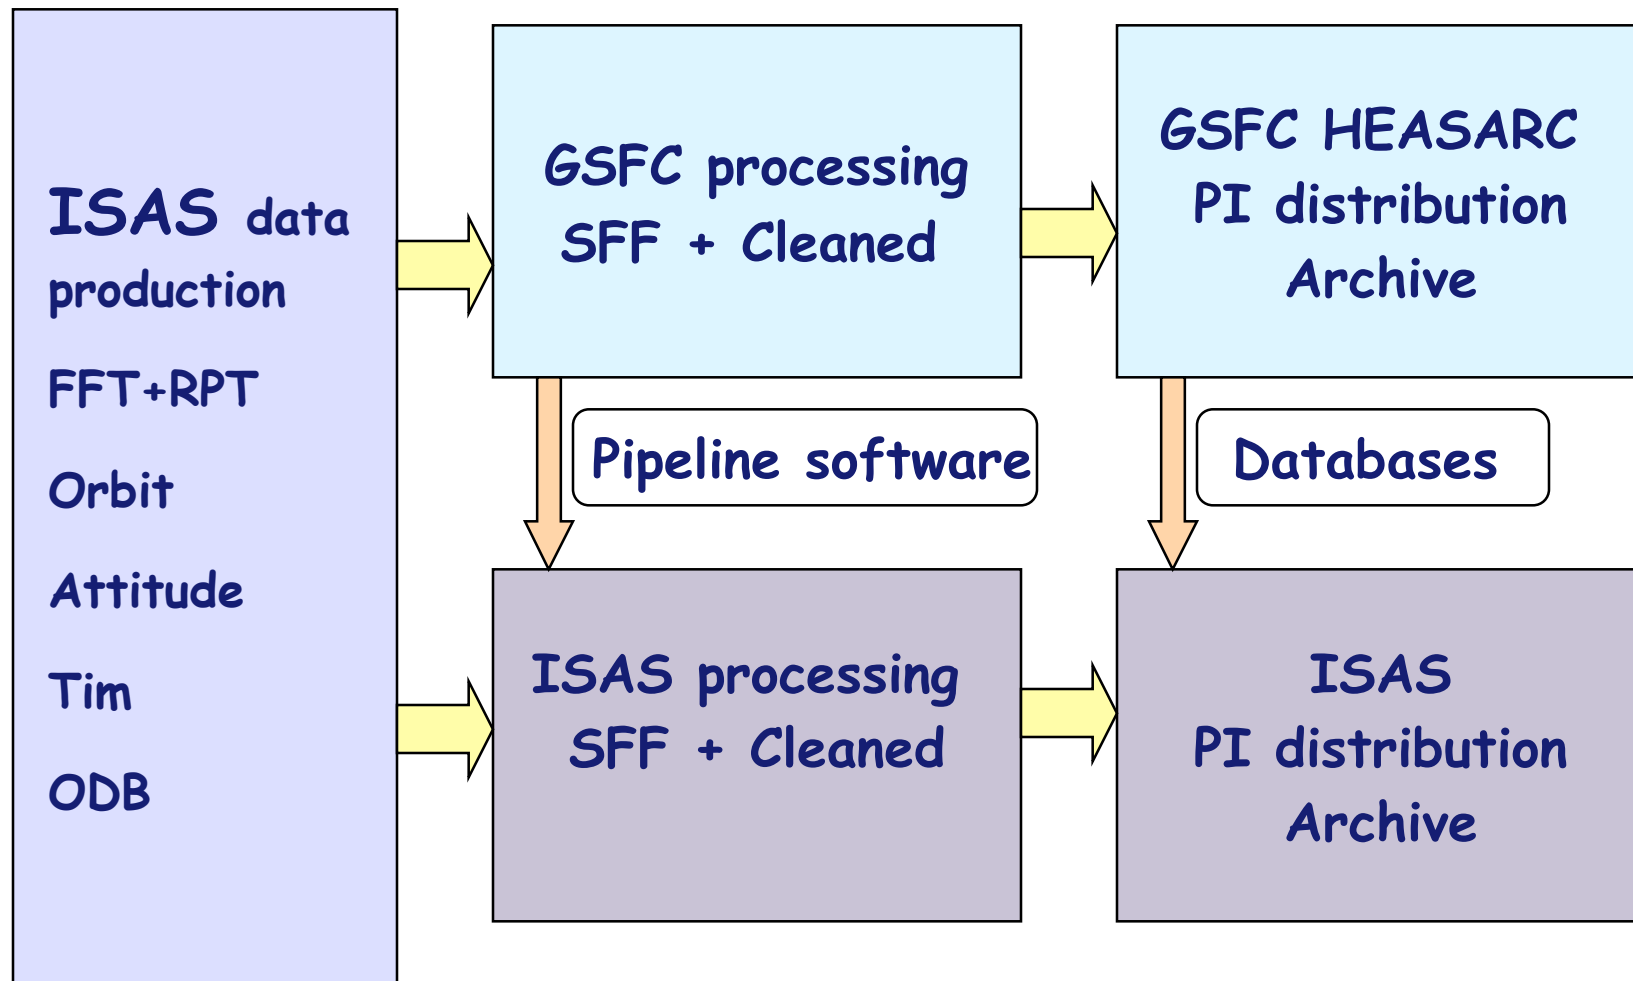 ISAS data
production
FFT+RPT
Orbit
Attitude
Tim
ODB
GSFC processing
SFF + Cleaned
GSFC HEASARC
PI distribution
Archive
Pipeline software
Databases
ISAS processing
SFF + Cleaned
ISAS
PI distribution
Archive